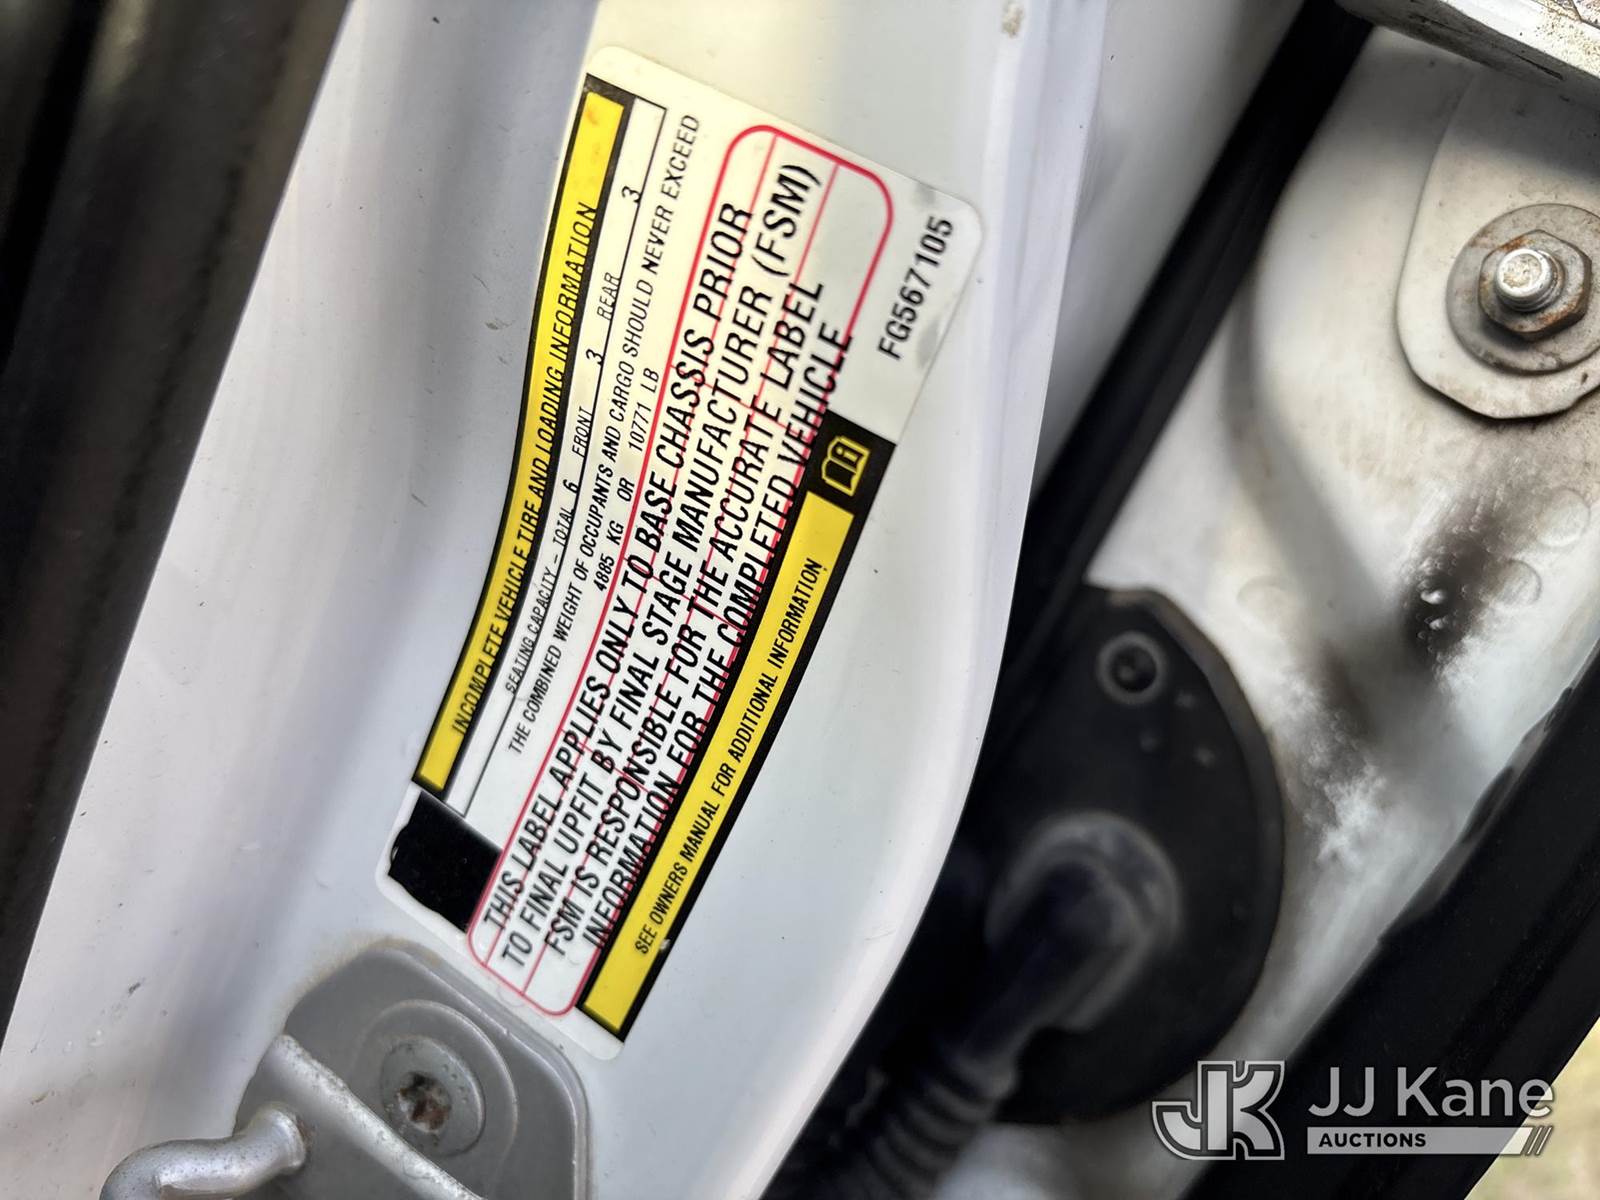 INCOMPLETE VEHICLE TIRE AND LOADING INFORMATION
SEATING CAPACITY - TOTAL 6 FRONT 3 REAR 3
THE COMBINED WEIGHT OF OCCUPANTS AND CARGO SHOULD NEVER EXCEED
4885 KG OR 10771 LB
THIS LABEL APPLIES ONLY TO BASE CHASSIS PRIOR
TO FINAL UPFIT BY FINAL STAGE MANUFACTURER (FSM)
FSM IS RESPONSIBLE FOR THE ACCURATE LABEL
INFORMATION FOR THE COMPLETED VEHICLE
SEE OWNERS MANUAL FOR ADDITIONAL INFORMATION
FG567105
JJ Kane
AUCTIONS